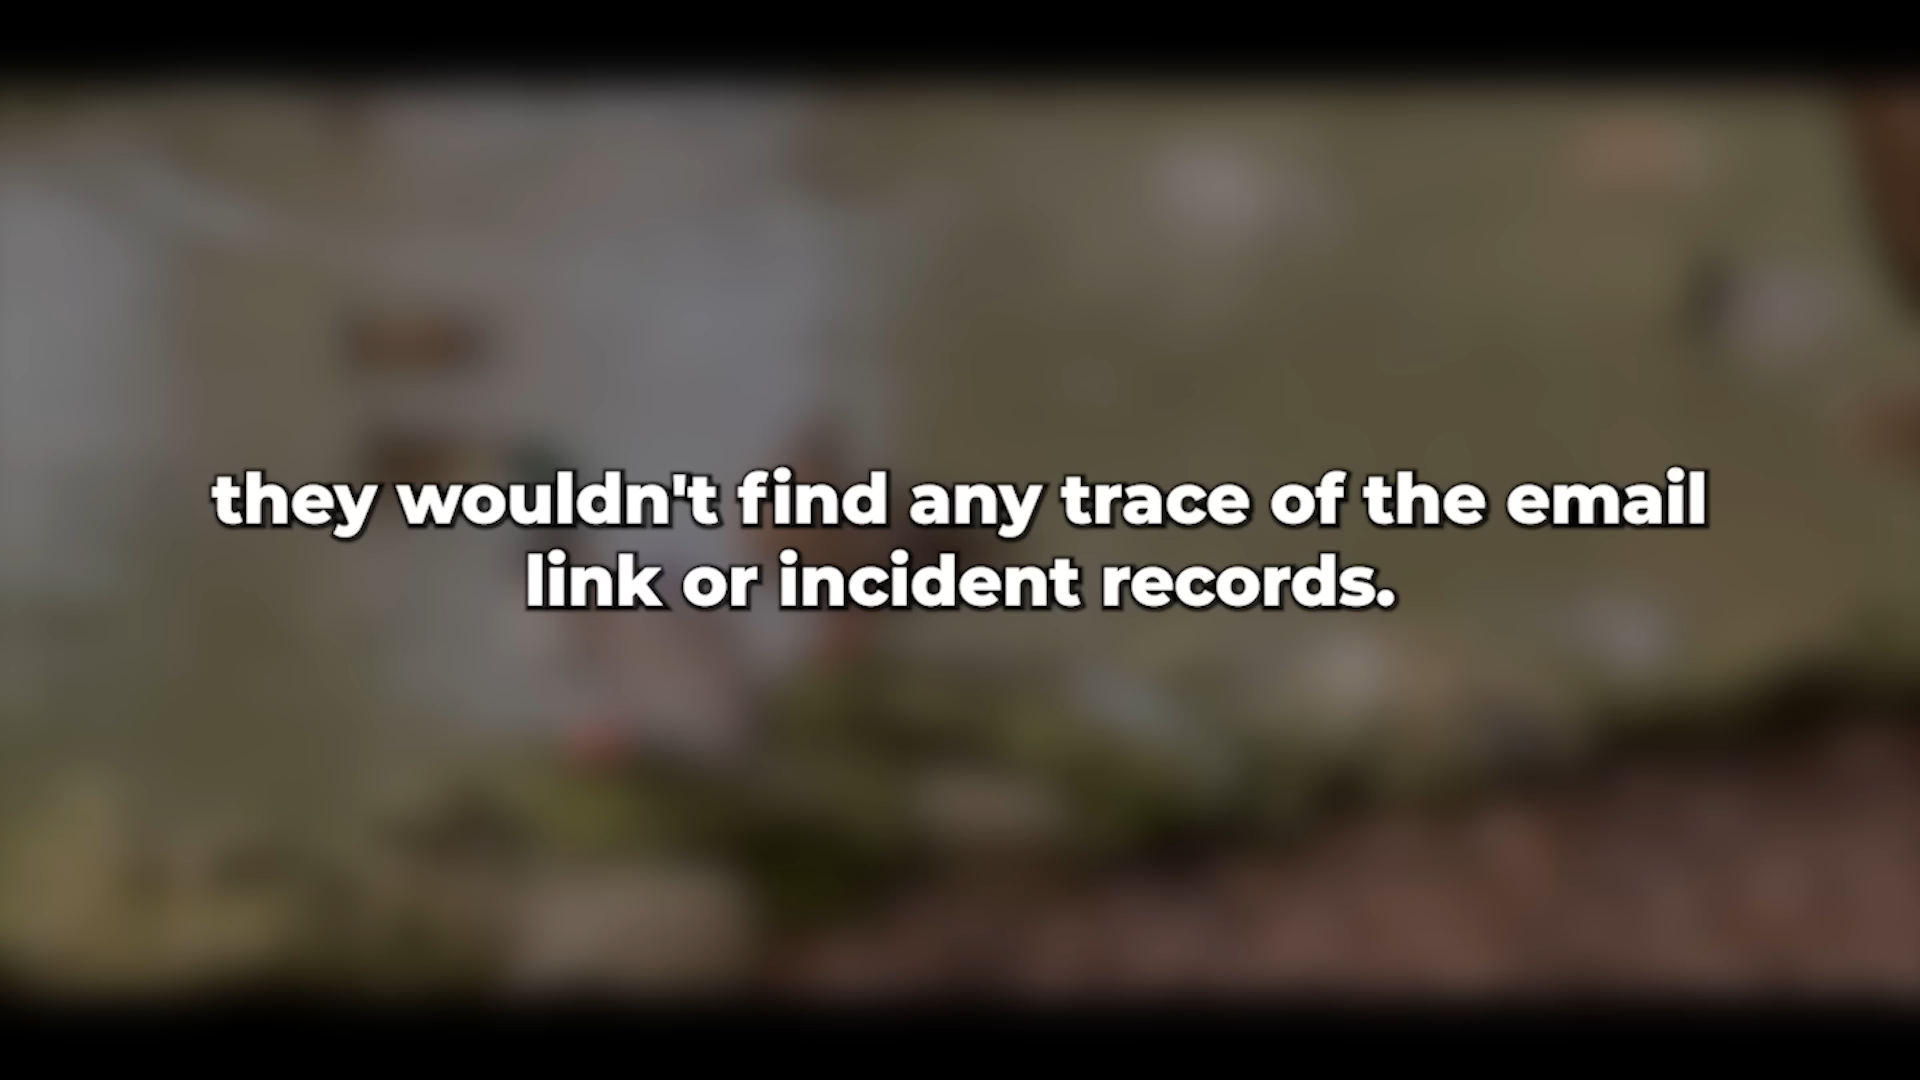 they wouldn't find any trace of the email
link or incident records.